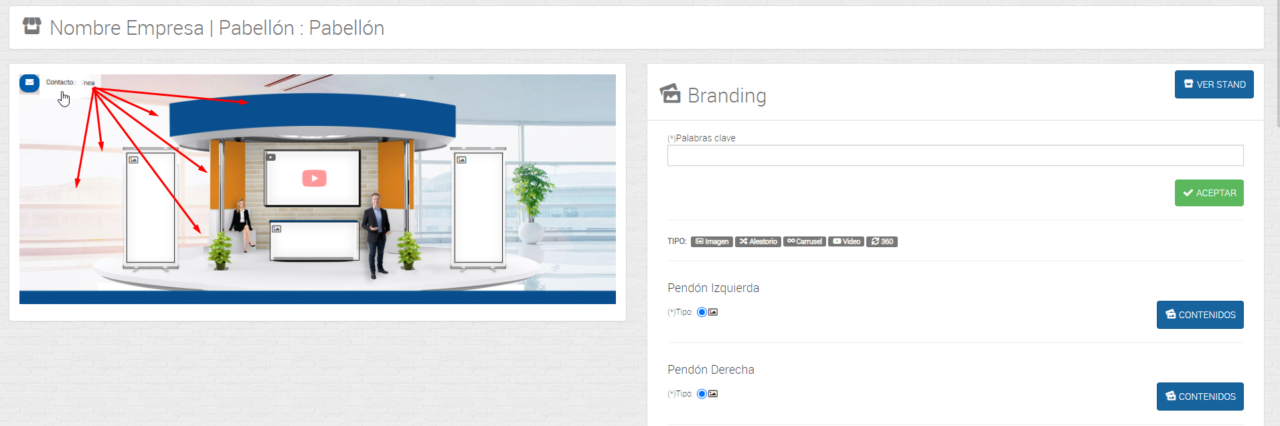 Nombre Empresa | Pabellón : Pabellón
Contacto
Branding
VER STAND
(*)Palabras clave
ACEPTAR
TIPO: Imagen Aleatorio Carrusel Video 360
Pendón Izquierda
(*)Tipo:
CONTENIDOS
Pendón Derecha
(*)Tipo:
CONTENIDOS